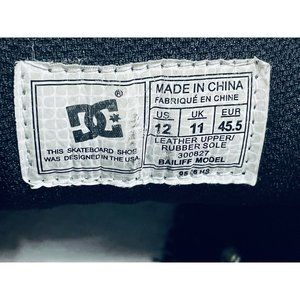 DC
THIS SKATEBOARD SHOE
WAS DESIGNED IN THE USA.
MADE IN CHINA
FABRIQUÉ EN CHINE
US UK EUR
12 11 45.5
LEATHER UPPER/
RUBBER SOLE
300827
BAILIFF MODEL
HS